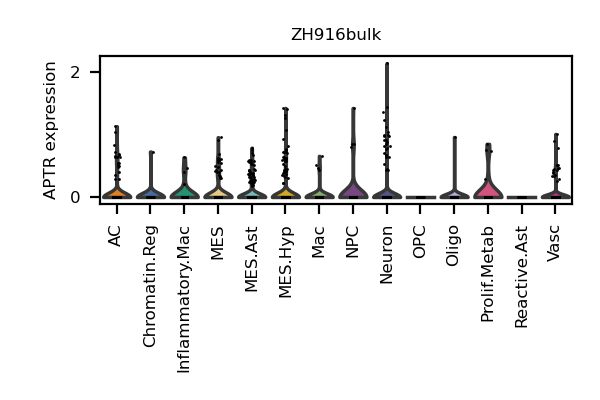 ZH916bulk
APTR expression
2
0
AC
Chromatin.Reg
Inflammatory.Mac
MES
MES.Ast
MES.Hyp
Mac
NPC
Neuron
OPC
Oligo
Prolif.Metab
Reactive.Ast
Vasc